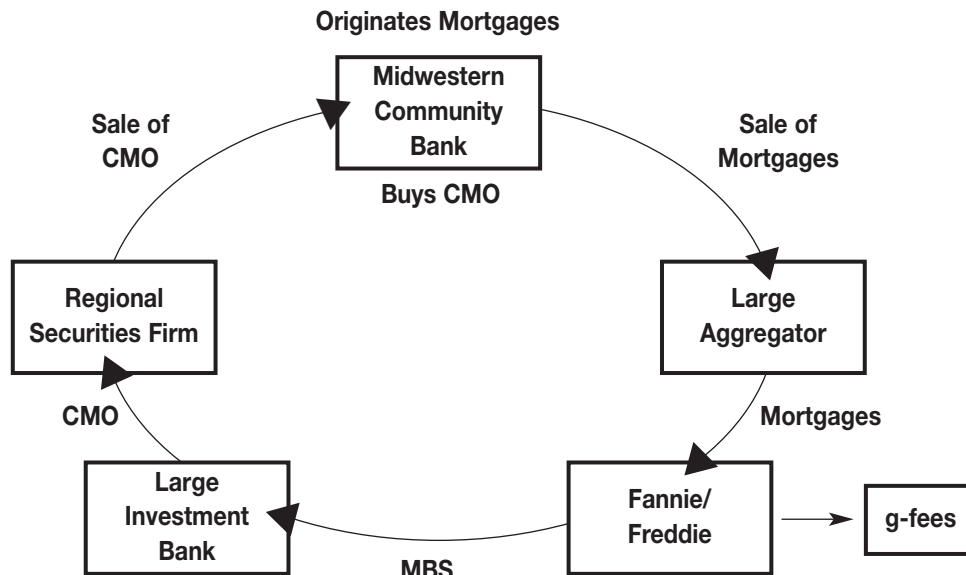 Originates Mortgages
Midwestern
Community
Bank
Buys CMO
Sale of
CMO
Sale of
Mortgages
Regional
Securities Firm
Large
Aggregator
CMO
Mortgages
Large
Investment
Bank
Fannie/
Freddie
g-fees
MBS